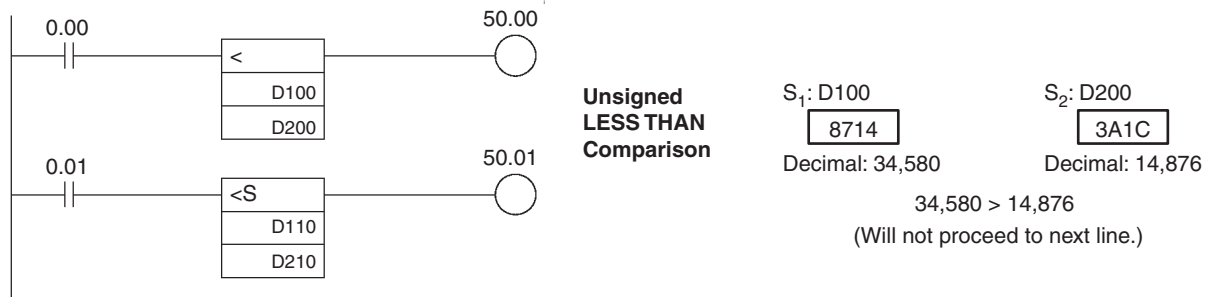 0.00
50.00
<
D100
D200
0.01
50.01
<S
D110
D210
Unsigned
LESS THAN
Comparison
S1: D100
S2: D200
8714
3A1C
Decimal: 34,580
Decimal: 14,876
34,580 > 14,876
(Will not proceed to next line.)